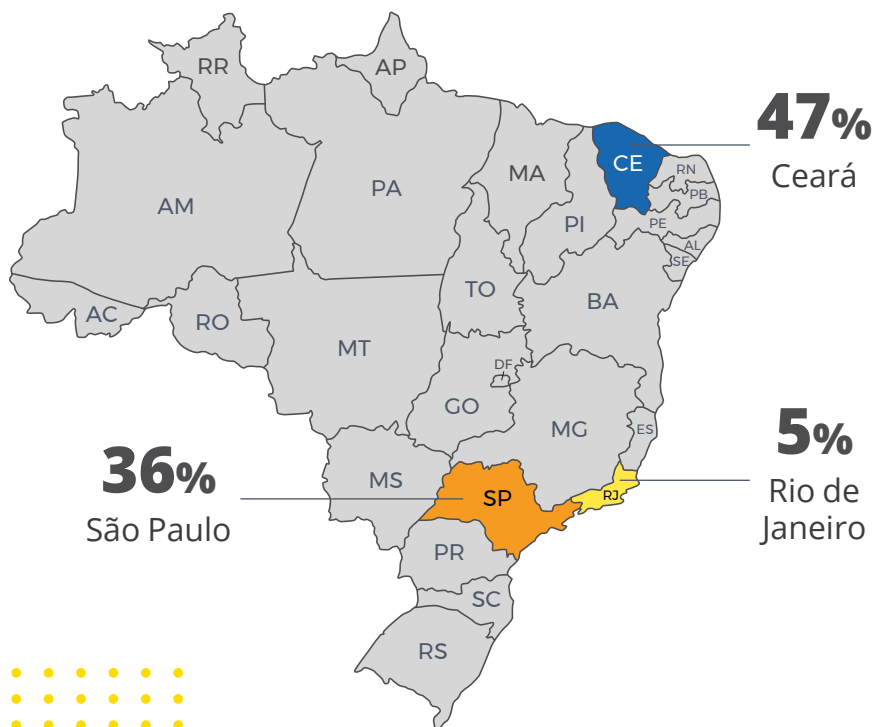 RR
AP
47%
Ceará
CE
MA
RN
PA
PB
AM
PI
PE
AL
SE
TO
BA
AC
RO
MT
DF
GO
MG
ES
5%
Rio de
Janeiro
36%
São Paulo
MS
SP
RJ
PR
SC
RS